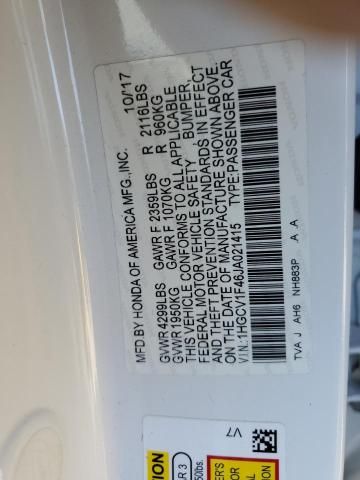 MFD.BY HONDA OF AMERICA MFG.,INC. 10/17
GVWR 4299LBS GAWR F 2359LBS R 2116LBS
GVWR 1950KG GAWR F 1070KG R 960KG
THIS VEHICLE CONFORMS TO ALL APPLICABLE
FEDERAL MOTOR VEHICLE SAFETY BUMPER,
AND THEFT PREVENTION STANDARDS IN EFFECT
ON THE DATE OF MANUFACTURE SHOWN ABOVE.
V.I.N.:1HGCV1F46JA021415 TYPE:PASSENGER CAR
TVA J AH6 NH883P .A .A
V7